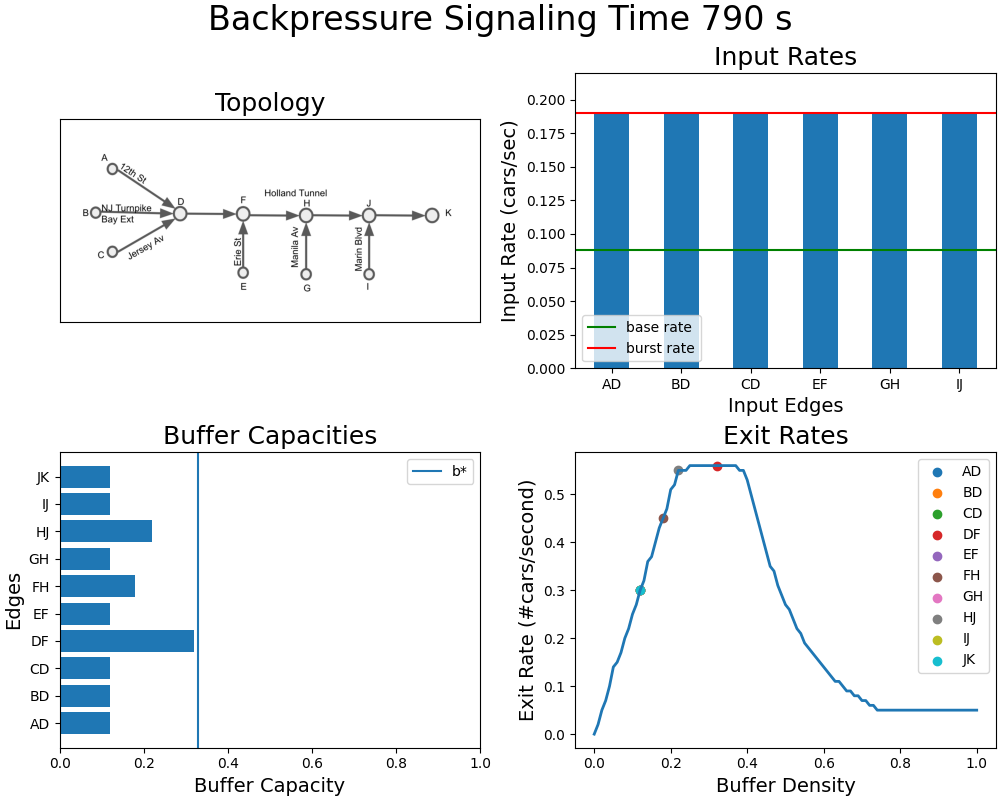 Backpressure Signaling Time 790 s
Topology
A
12th St
B
NJ Turnpike
Bay Ext
C
Jersey Av
D
F
Holland Tunnel
H
J
K
Erie St
Manila Av
Marin Blvd
E
G
I
Input Rates
Input Rate (cars/sec)
0.200
0.175
0.150
0.125
0.100
0.075
0.050
0.025
0.000
base rate
burst rate
AD BD CD EF GH IJ
Input Edges
Buffer Capacities
Edges
JK
IJ
HJ
GH
FH
EF
DF
CD
BD
AD
b*
0.0 0.2 0.4 0.6 0.8 1.0
Buffer Capacity
Exit Rates
Exit Rate (#cars/second)
0.5
0.4
0.3
0.2
0.1
0.0
AD
BD
CD
DF
EF
FH
GH
HJ
IJ
JK
0.0 0.2 0.4 0.6 0.8 1.0
Buffer Density